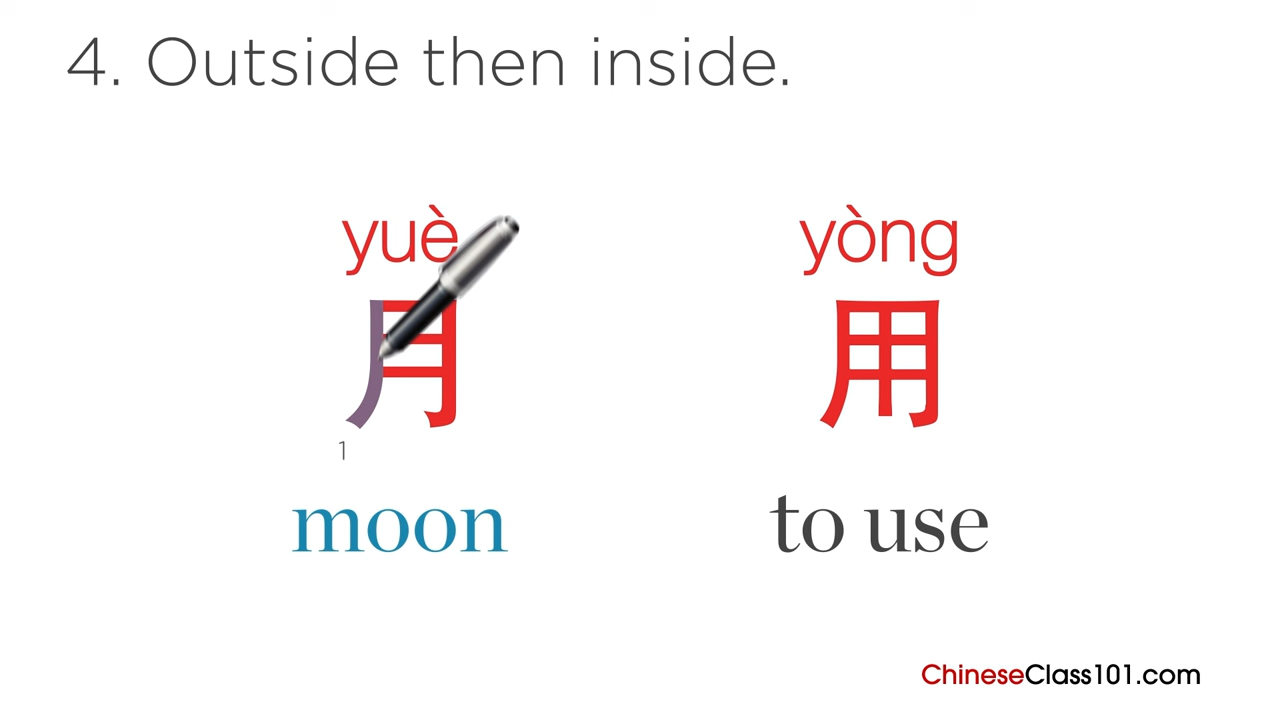 4. Outside then inside.
yuè
yòng
月
用
1
moon
to use
ChineseClass101.com